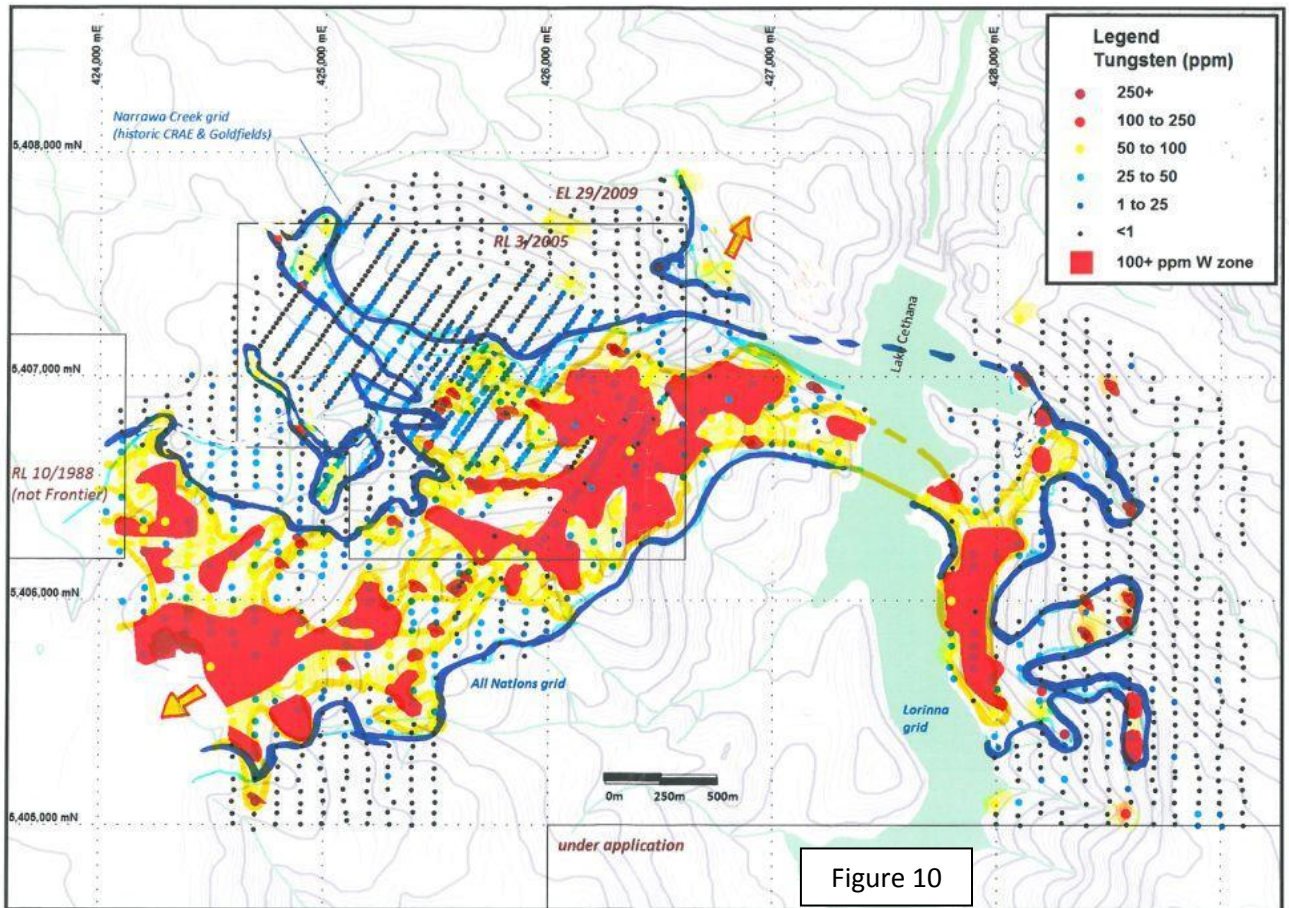 424,000 mE
425,000 mE
426,000 mE
427,000 mE
428,000 mE
Legend
Tungsten (ppm)
250+
100 to 250
50 to 100
25 to 50
1 to 25
<1
100+ ppm W zone
Narrawa Creek grid
(historic CRAE & Goldfields)
5,408,000 mN
EL 29/2009
RL 3/2005
Lake Cethana
5,407,000 mN
RL 10/1988
(not Frontier)
5,406,000 mN
All Nations grid
Lorinna
grid
0m 250m 500m
5,405,000 mN
under application
Figure 10